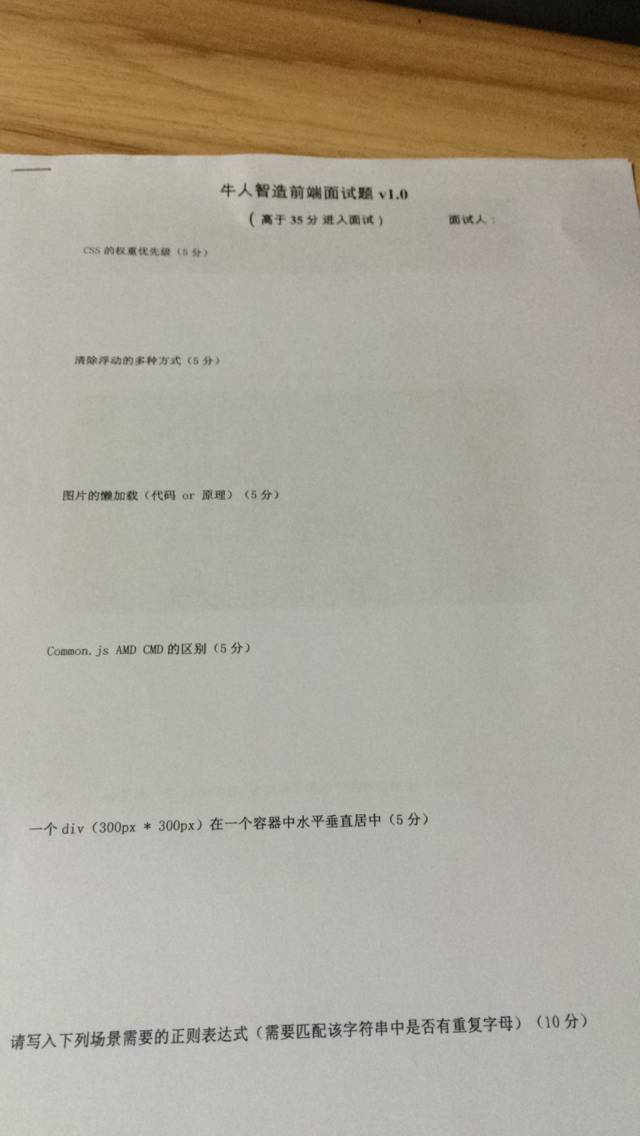 牛人智造前端面试题 v1.0
（高于 35 分 进入面试） 面试人：
CSS 的权重优先级（5 分）
清除浮动的多种方式（5 分）
图片的懒加载（代码 or 原理）（5 分）
Common.js AMD CMD 的区别（5 分）
一个 div（300px * 300px）在一个容器中水平垂直居中（5 分）
请写入下列场景需要的正则表达式（需要匹配该字符串中是否有重复字母）（10 分）